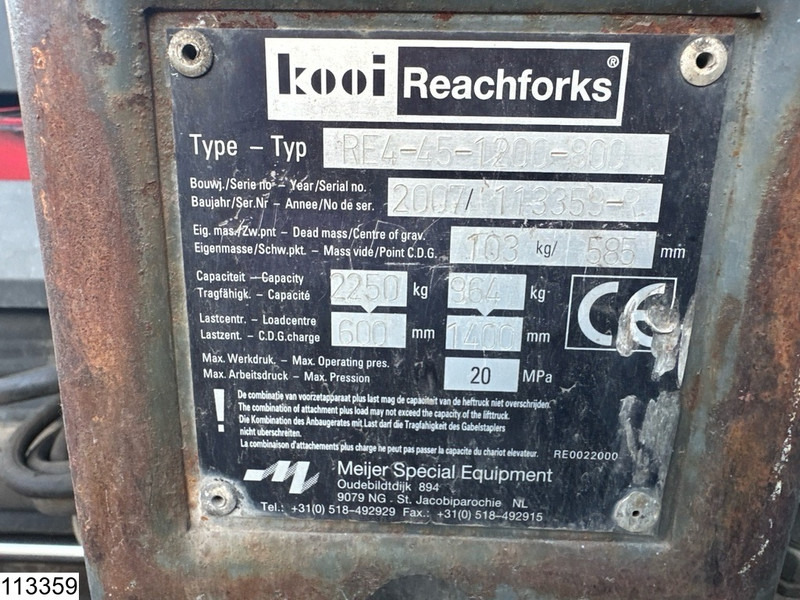 kooi Reachforks®
Type – Typ RE4-45-1200-900
Bouwj./Serie no – Year/Serial no.
Baujahr/Ser.Nr – Annee/No de ser. 2007/ 113359-R
Eig. mas./Zw.pnt – Dead mass/Centre of grav.
Eigenmasse/Schw.pkt. – Mass vide/Point C.D.G. 103 kg/ 585 mm
Capaciteit – Capacity
Tragfähigk. – Capacité 2250 kg 964 kg
Lastcentr. – Loadcentre
Lastzent. – C.D.G.charge 600 mm 1400 mm
CE
Max. Werkdruk. – Max. Operating pres.
Max. Arbeitsdruck – Max. Pression 20 MPa
! De combinatie van voorzetapparaat plus last mag de capaciteit van de heftruck niet overschrijden.
The combination of attachment plus load may not exceed the capacity of the lifttruck.
Die Kombination des Anbaugerates mit Last darf die Tragfähigkeit des Gabelstaplers
nicht uberschreiten.
La combinaison d'attachements plus charge he peut pas passer la capacite du chariot elevateur. RE0022000
Meijer Special Equipment
Oudebildtdijk 894
9079 NG . St. Jacobiparochie NL
Tel.: +31(0) 518-492929 Fax.: +31(0) 518-492915
113359